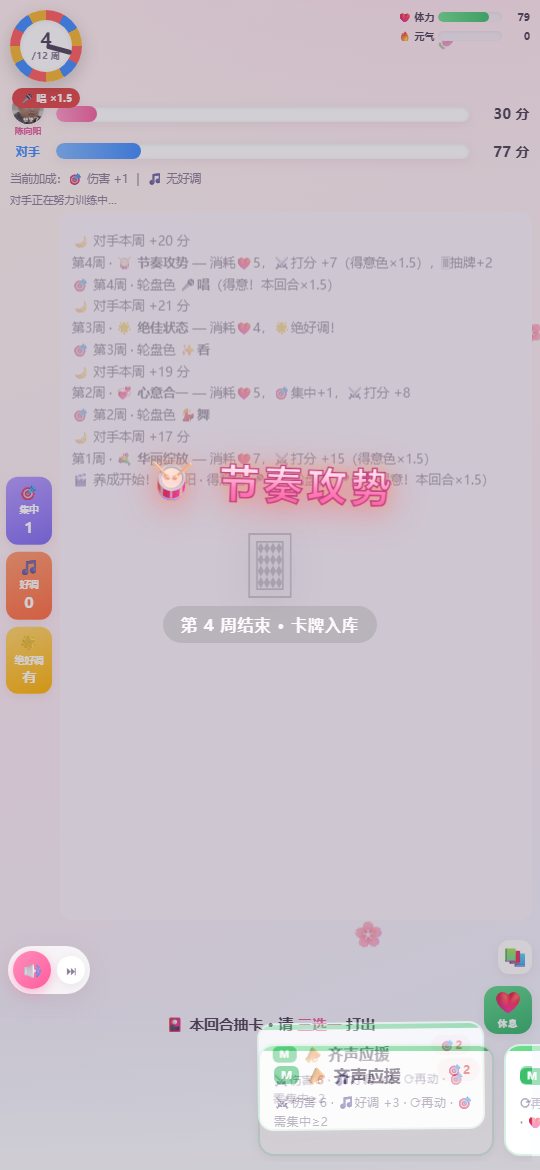 4
/12 周
体力 79
元气 0
唱 ×1.5
陈向阳
30 分
对手
77 分
当前加成： 伤害 +1 | 无好调
对手正在努力训练中...
对手本周 +20 分
第4周 · 节奏攻势 — 消耗 5, 打分 +7（得意色×1.5）, 抽牌+2
第4周 · 轮盘色 唱（得意！本回合×1.5）
对手本周 +21 分
第3周 · 绝佳状态 — 消耗 4, 绝好调！
第3周 · 轮盘色 看
对手本周 +19 分
第2周 · 心意合一 — 消耗 5, 集中+1, 打分 +8
第2周 · 轮盘色 舞
对手本周 +17 分
第1周 · 华丽绽放 — 消耗 7, 打分 +15（得意色×1.5）
养成开始！ 本回合×1.5）
节奏攻势
集中
1
好调
0
绝好调
有
第 4 周结束 · 卡牌入库
休息
本回合抽卡 · 请 三选一 打出
M 齐声应援
M 齐声应援 2
伤害 6 · 好调 +3 · 再动 ·
需集中≥2
M